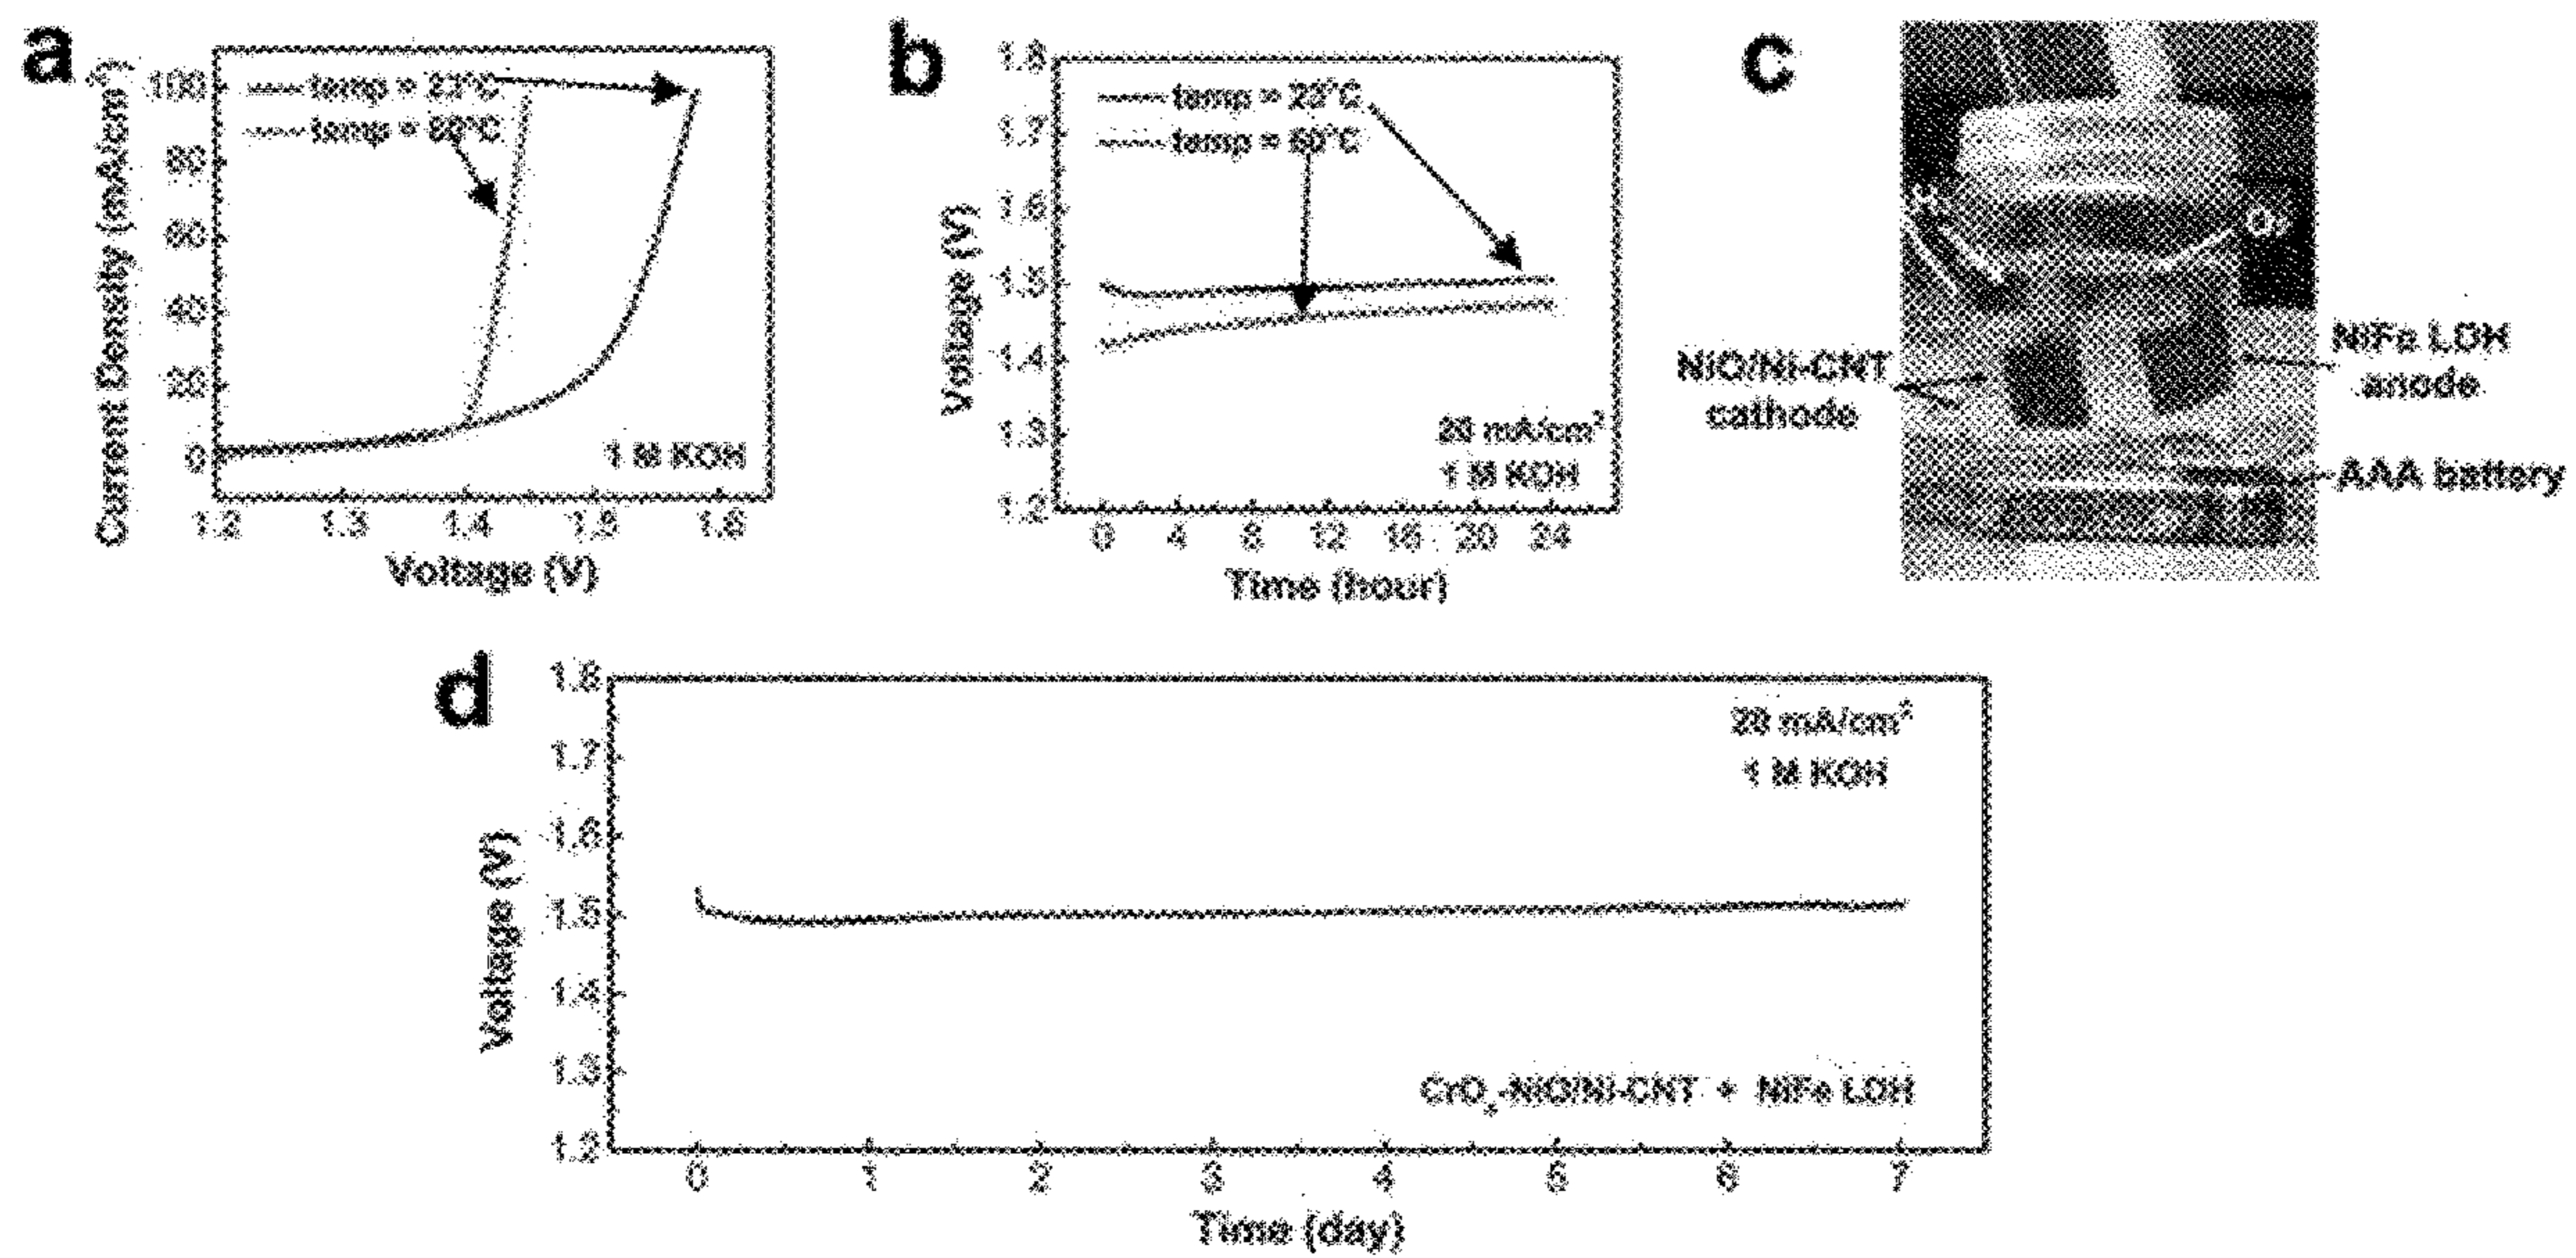 a
Current Density (mA/cm²)
100
80
60
40
20
0
temp = 23°C
temp = 60°C
1 M KOH
1.2 1.3 1.4 1.5 1.6
Voltage (V)
b
Voltage (V)
1.8
1.7
1.6
1.5
1.4
1.3
1.2
temp = 23°C
temp = 60°C
20 mA/cm²
1 M KOH
0 4 8 12 16 20 24
Time (hour)
c
H₂
O₂
NiO/Ni-CNT
cathode
NiFe LDH
anode
AAA battery
d
Voltage (V)
1.8
1.7
1.6
1.5
1.4
1.3
1.2
20 mA/cm²
1 M KOH
CrOₓ-NiO/Ni-CNT + NiFe LDH
0 1 2 3 4 5 6 7
Time (day)